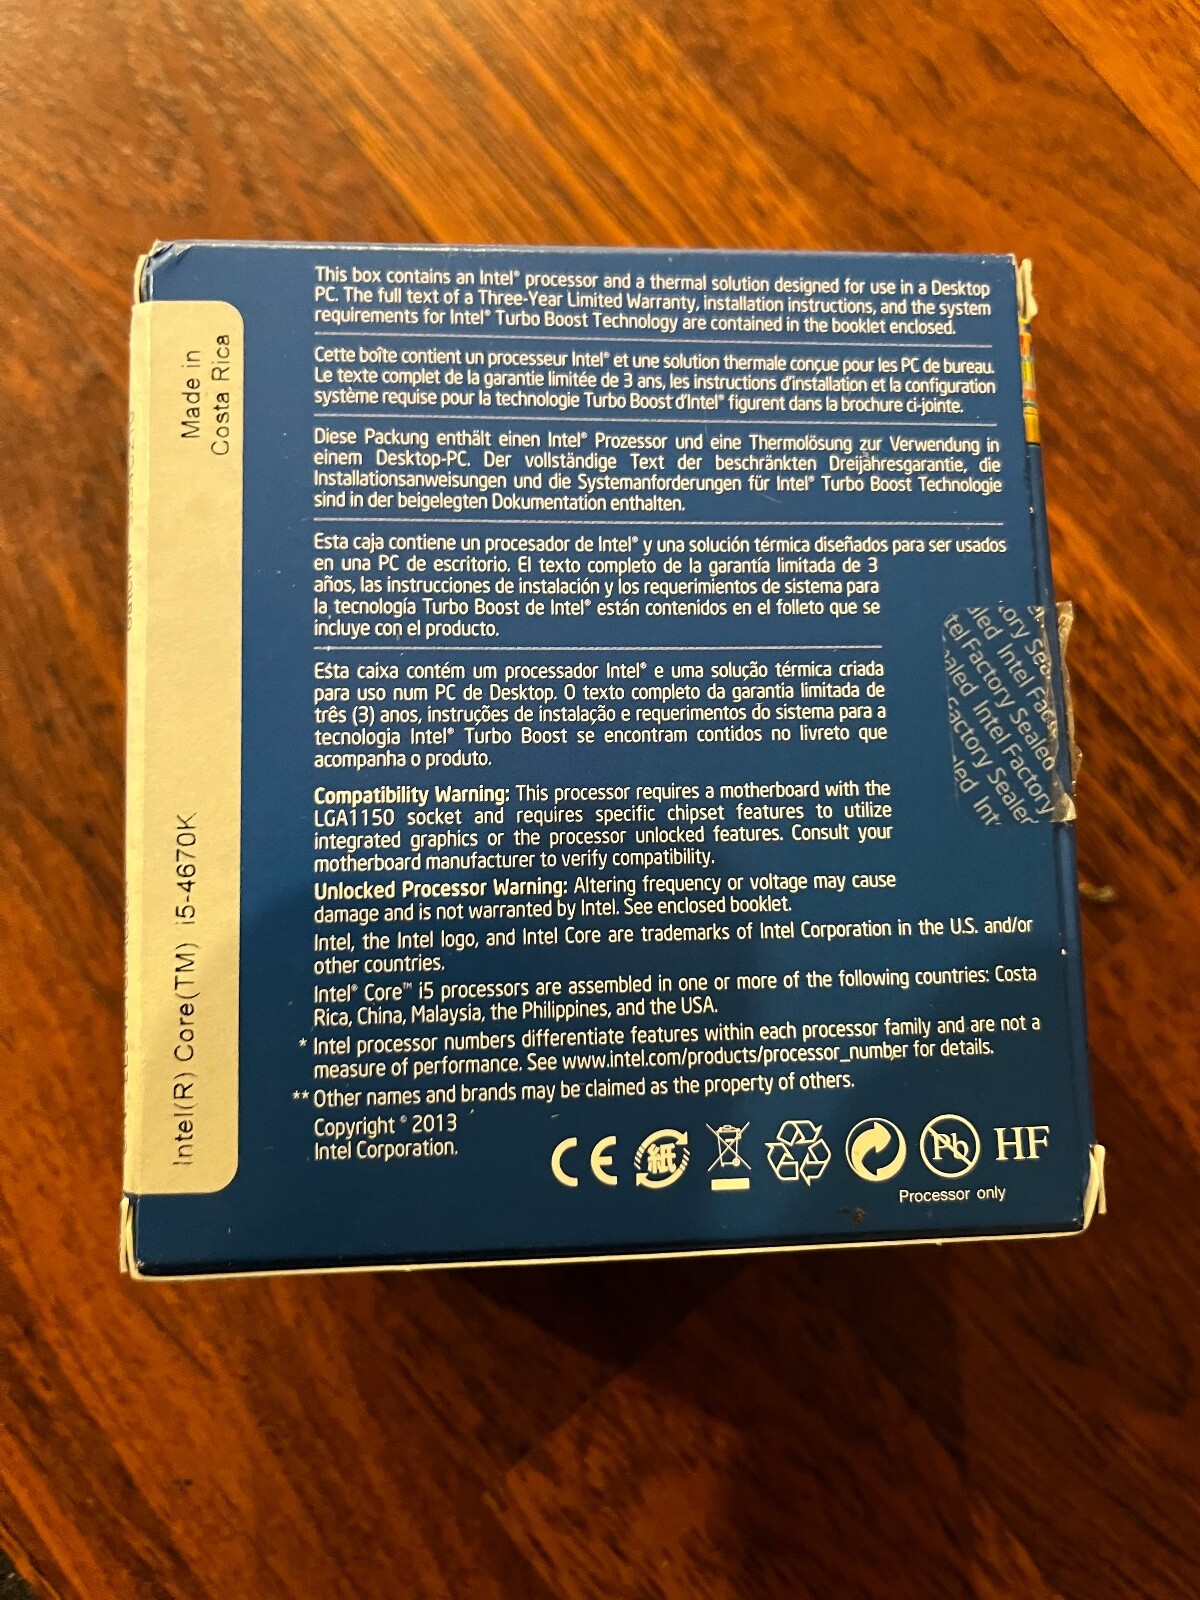 Made in
Costa Rica
Intel(R) Core(TM) i5-4670K
This box contains an Intel® processor and a thermal solution designed for use in a Desktop
PC. The full text of a Three-Year Limited Warranty, installation instructions, and the system
requirements for Intel® Turbo Boost Technology are contained in the booklet enclosed.
Cette boîte contient un processeur Intel® et une solution thermale conçue pour les PC de bureau.
Le texte complet de la garantie limitée de 3 ans, les instructions d'installation et la configuration
système requise pour la technologie Turbo Boost d'Intel® figurent dans la brochure ci-jointe.
Diese Packung enthält einen Intel® Prozessor und eine Thermolösung zur Verwendung in
einem Desktop-PC. Der vollständige Text der beschränkten Dreijahresgarantie, die
Installationsanweisungen und die Systemanforderungen für Intel® Turbo Boost Technologie
sind in der beigelegten Dokumentation enthalten.
Esta caja contiene un procesador de Intel® y una solución térmica diseñados para ser usados
en una PC de escritorio. El texto completo de la garantía limitada de 3
años, las instrucciones de instalación y los requerimientos de sistema para
la tecnología Turbo Boost de Intel® están contenidos en el folleto que se
incluye con el producto.
Esta caixa contém um processador Intel® e uma solução térmica criada
para uso num PC de Desktop. O texto completo da garantia limitada de
três (3) anos, instruções de instalação e requerimentos do sistema para a
tecnologia Intel® Turbo Boost se encontram contidos no livreto que
acompanha o produto.
Compatibility Warning: This processor requires a motherboard with the
LGA1150 socket and requires specific chipset features to utilize
integrated graphics or the processor unlocked features. Consult your
motherboard manufacturer to verify compatibility.
Unlocked Processor Warning: Altering frequency or voltage may cause
damage and is not warranted by Intel. See enclosed booklet.
Intel, the Intel logo, and Intel Core are trademarks of Intel Corporation in the U.S. and/or
other countries.
Intel® Core™ i5 processors are assembled in one or more of the following countries: Costa
Rica, China, Malaysia, the Philippines, and the USA.
* Intel processor numbers differentiate features within each processor family and are not a
measure of performance. See www.intel.com/products/processor_number for details.
** Other names and brands may be claimed as the property of others.
Copyright © 2013
Intel Corporation.
CE 紙 Pb HF
Processor only
Intel Factory Sealed
Intel Factory
Factory Sealed